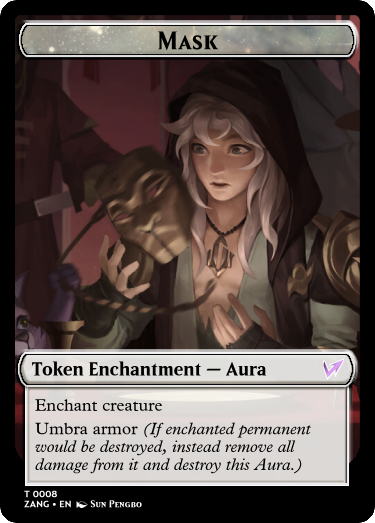 Mask
Token Enchantment — Aura
Enchant creature
Umbra armor (If enchanted permanent
would be destroyed, instead remove all
damage from it and destroy this Aura.)
T 0008
ZANG • EN Sun Pengbo